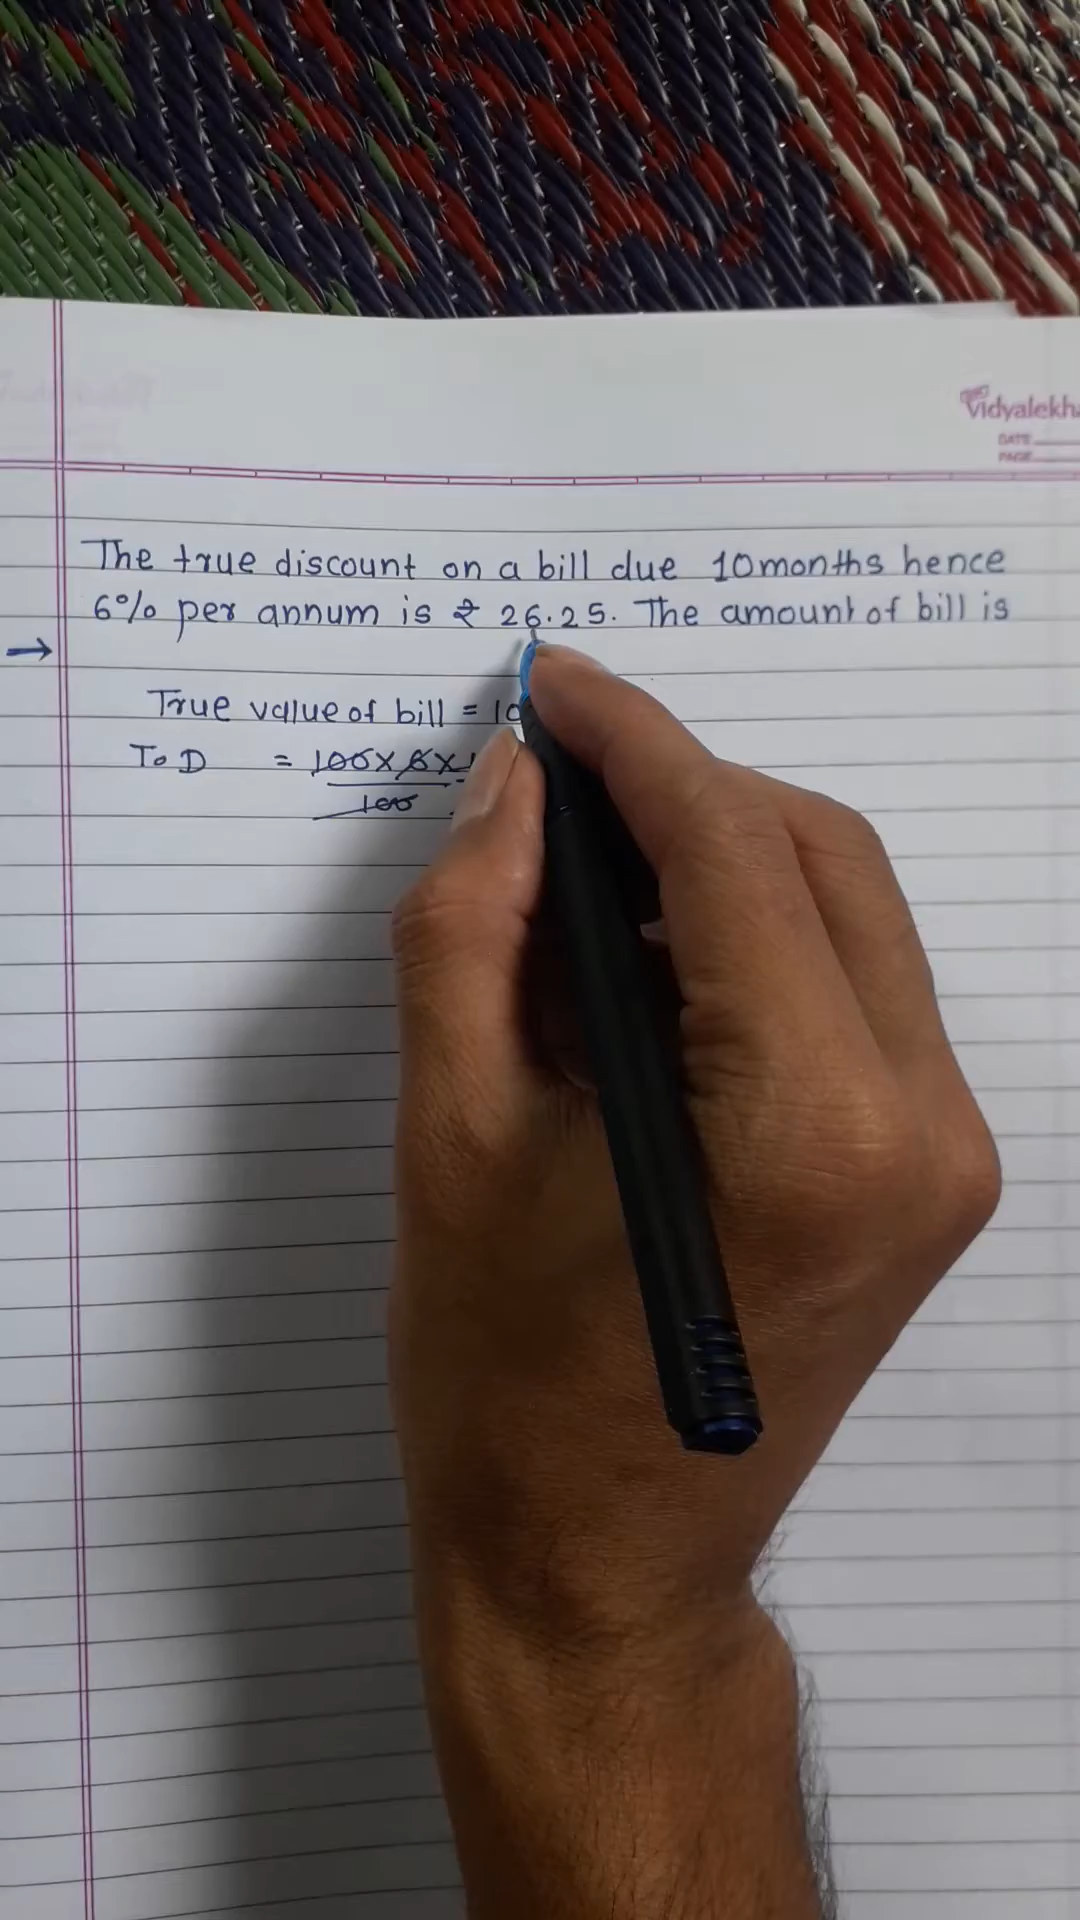 Vidyalekha
DATE
PAGE
The true discount on a bill due 10 months hence
6% per annum is ₹ 26.25. The amount of bill is
→
True value of bill = 10
T.D = 100 x 6 x
100